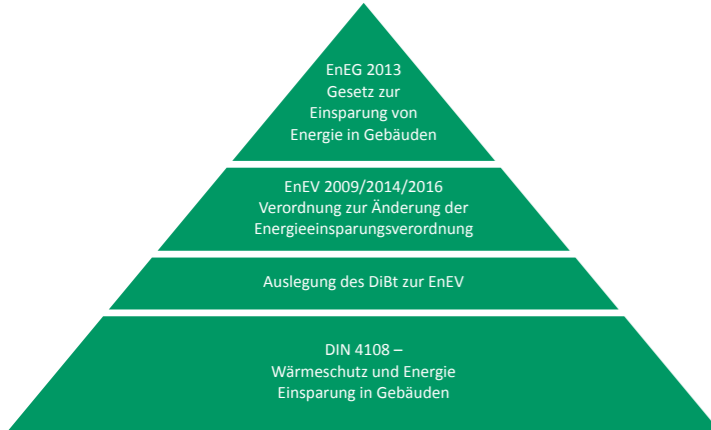 EnEG 2013
Gesetz zur
Einsparung von
Energie in Gebäuden
EnEV 2009/2014/2016
Verordnung zur Änderung der
Energieeinsparungsverordnung
Auslegung des DiBt zur EnEV
DIN 4108 –
Wärmeschutz und Energie
Einsparung in Gebäuden